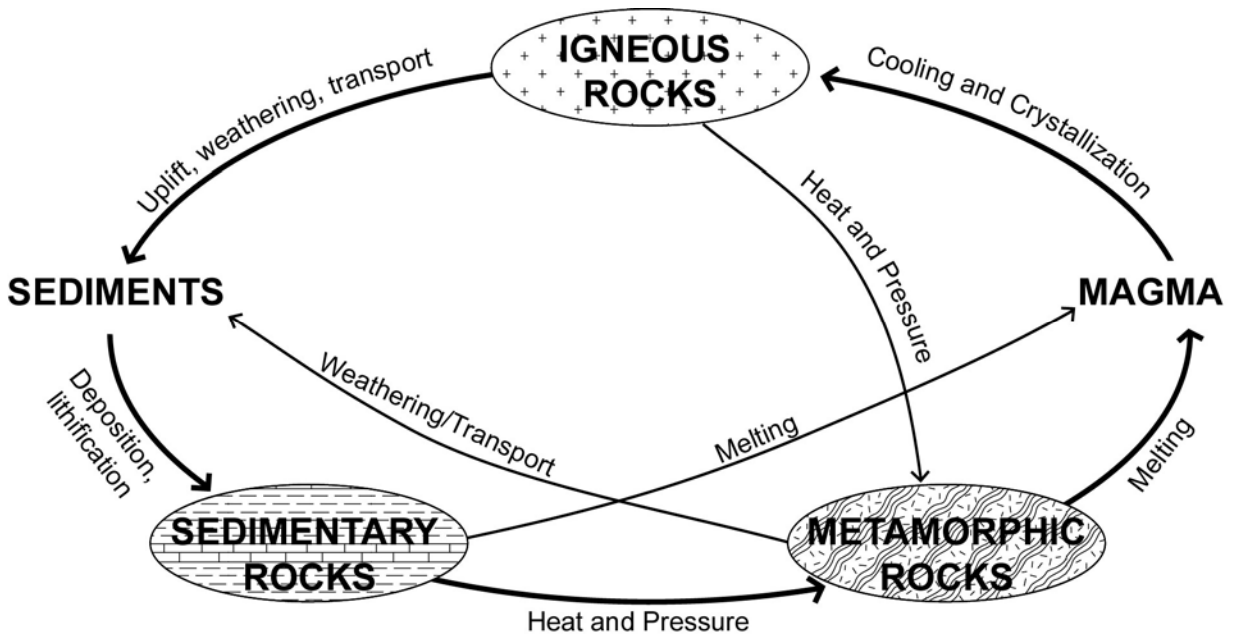 IGNEOUS
ROCKS
Cooling and Crystallization
Uplift, weathering, transport
Heat and Pressure
SEDIMENTS
MAGMA
Deposition,
lithification
Weathering/Transport
Melting
Melting
SEDIMENTARY
ROCKS
METAMORPHIC
ROCKS
Heat and Pressure